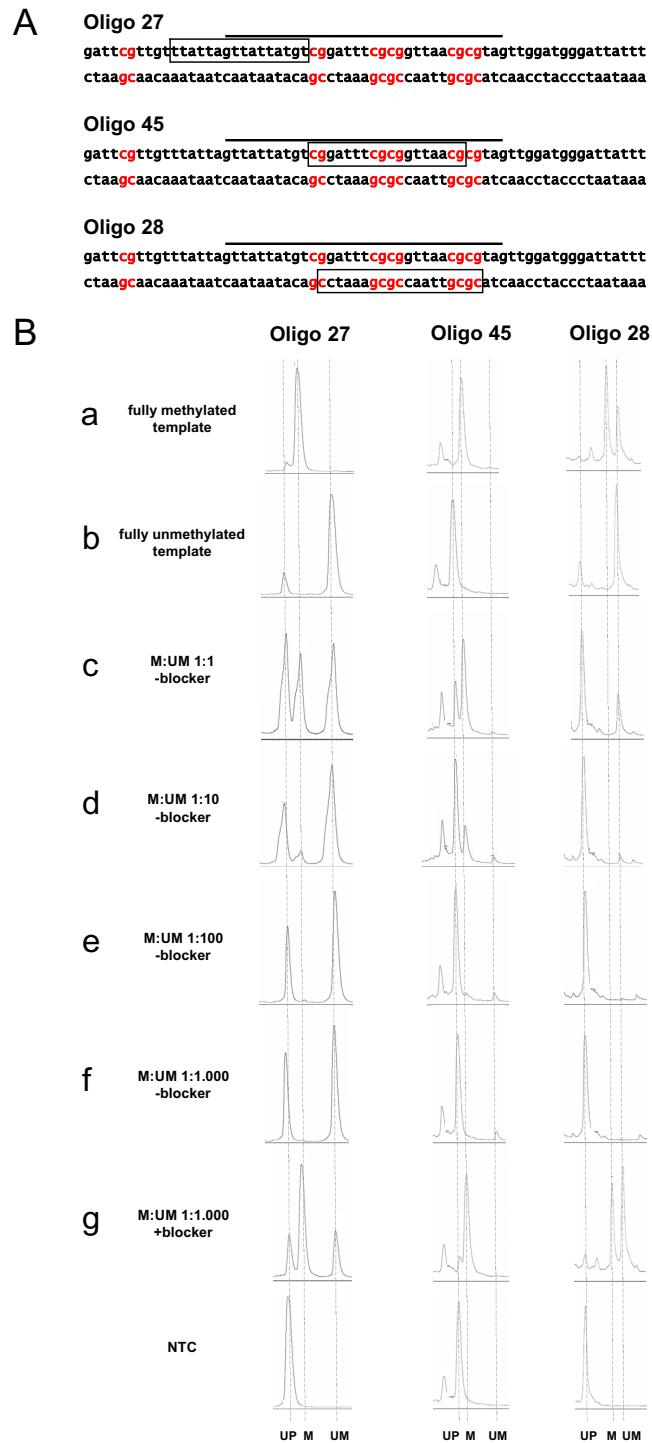 A
Oligo 27
gattcgttgtttattagttattatgtcggatttcgcggttaacgcgtagttggatgggattattt
ctaagcaacaaataatcaataatacagcctaaagcgccaattgcgcatcaacctaccctaataaa
Oligo 45
gattcgttgtttattagttattatgtcggatttcgcggttaacgcgtagttggatgggattattt
ctaagcaacaaataatcaataatacagcctaaagcgccaattgcgcatcaacctaccctaataaa
Oligo 28
gattcgttgtttattagttattatgtcggatttcgcggttaacgcgtagttggatgggattattt
ctaagcaacaaataatcaataatacagcctaaagcgccaattgcgcatcaacctaccctaataaa
B
Oligo 27 Oligo 45 Oligo 28
a fully methylated
template
b fully unmethylated
template
c M:UM 1:1
-blocker
d M:UM 1:10
-blocker
e M:UM 1:100
-blocker
f M:UM 1:1.000
-blocker
g M:UM 1:1.000
+blocker
NTC
UP M UM UP M UM UP M UM